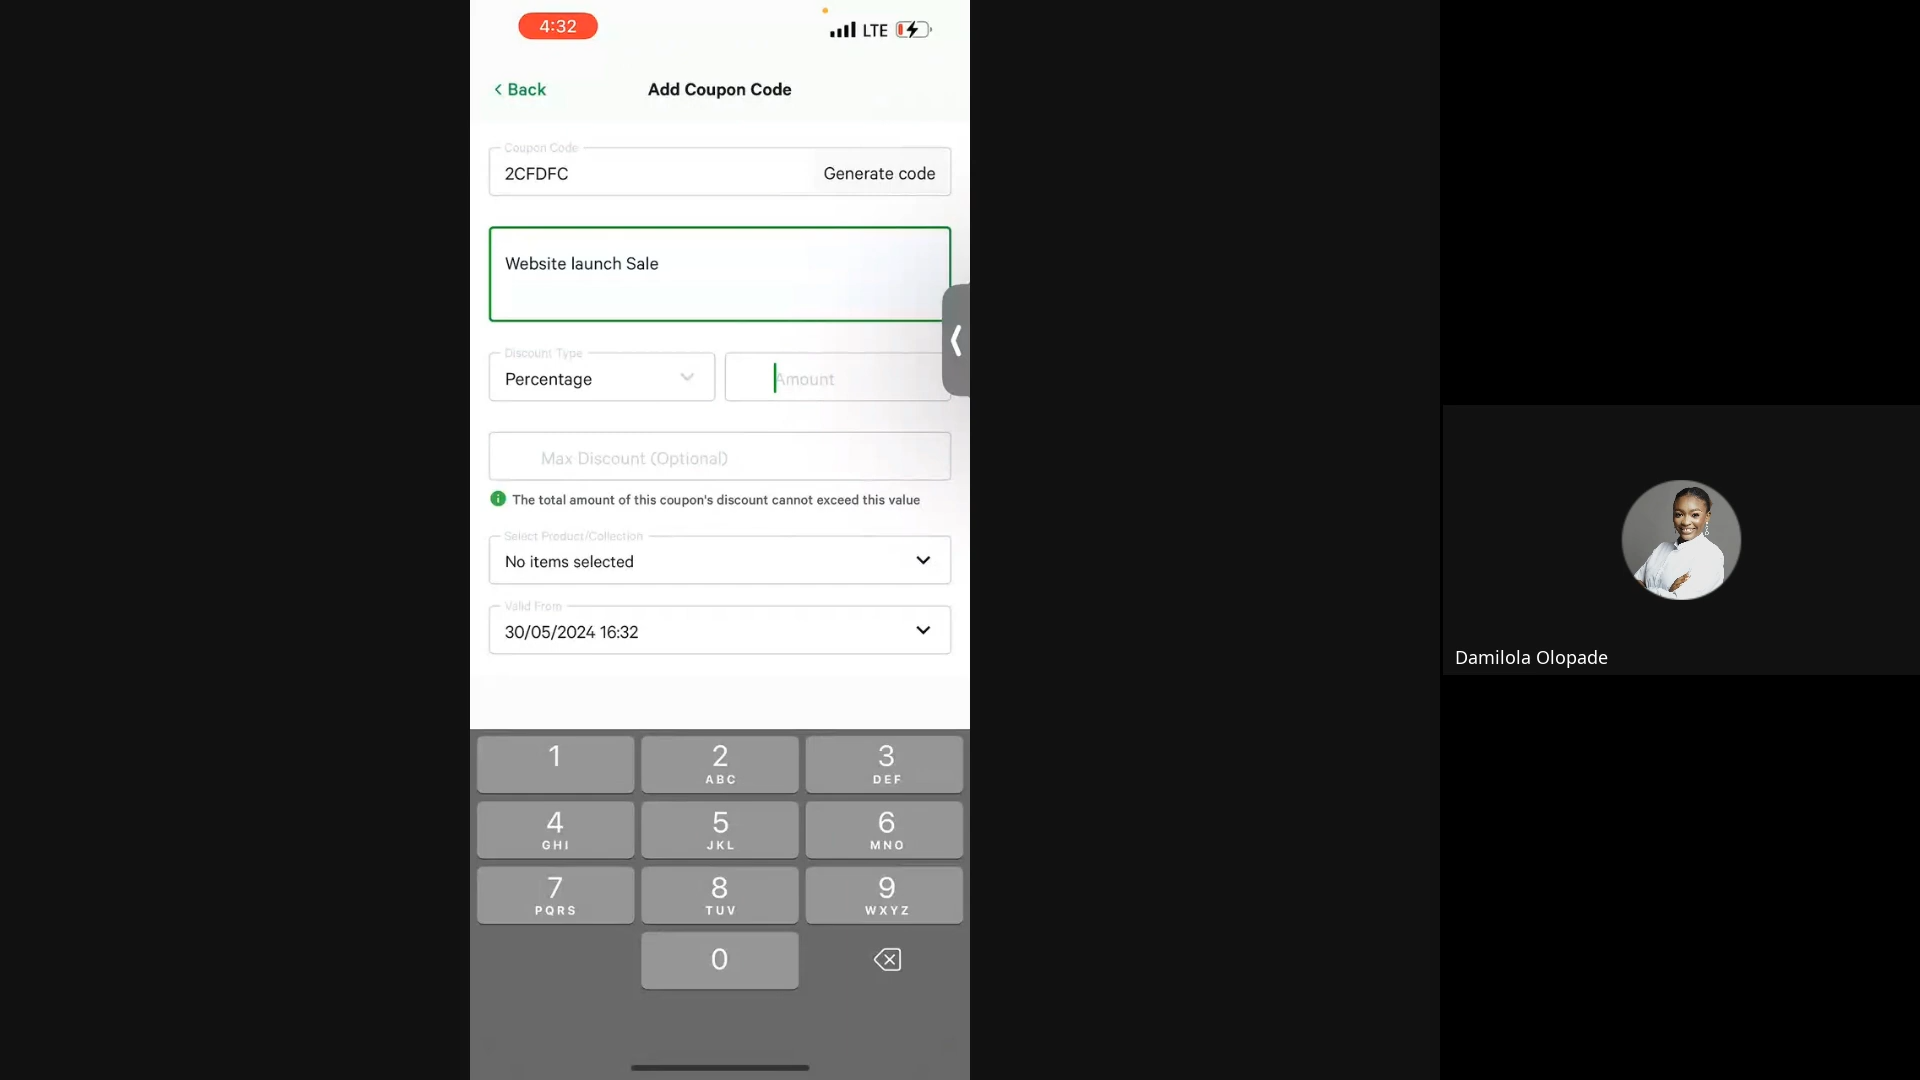 4:32
LTE
Back
Add Coupon Code
Coupon Code
2CFDFC
Generate code
Website launch Sale
Discount Type
Percentage
Amount
Max Discount (Optional)
The total amount of this coupon's discount cannot exceed this value
Select Product/Collection
No items selected
Valid From
30/05/2024 16:32
1
2
ABC
3
DEF
4
GHI
5
JKL
6
MNO
7
PQRS
8
TUV
9
WXYZ
0
Damilola Olopade